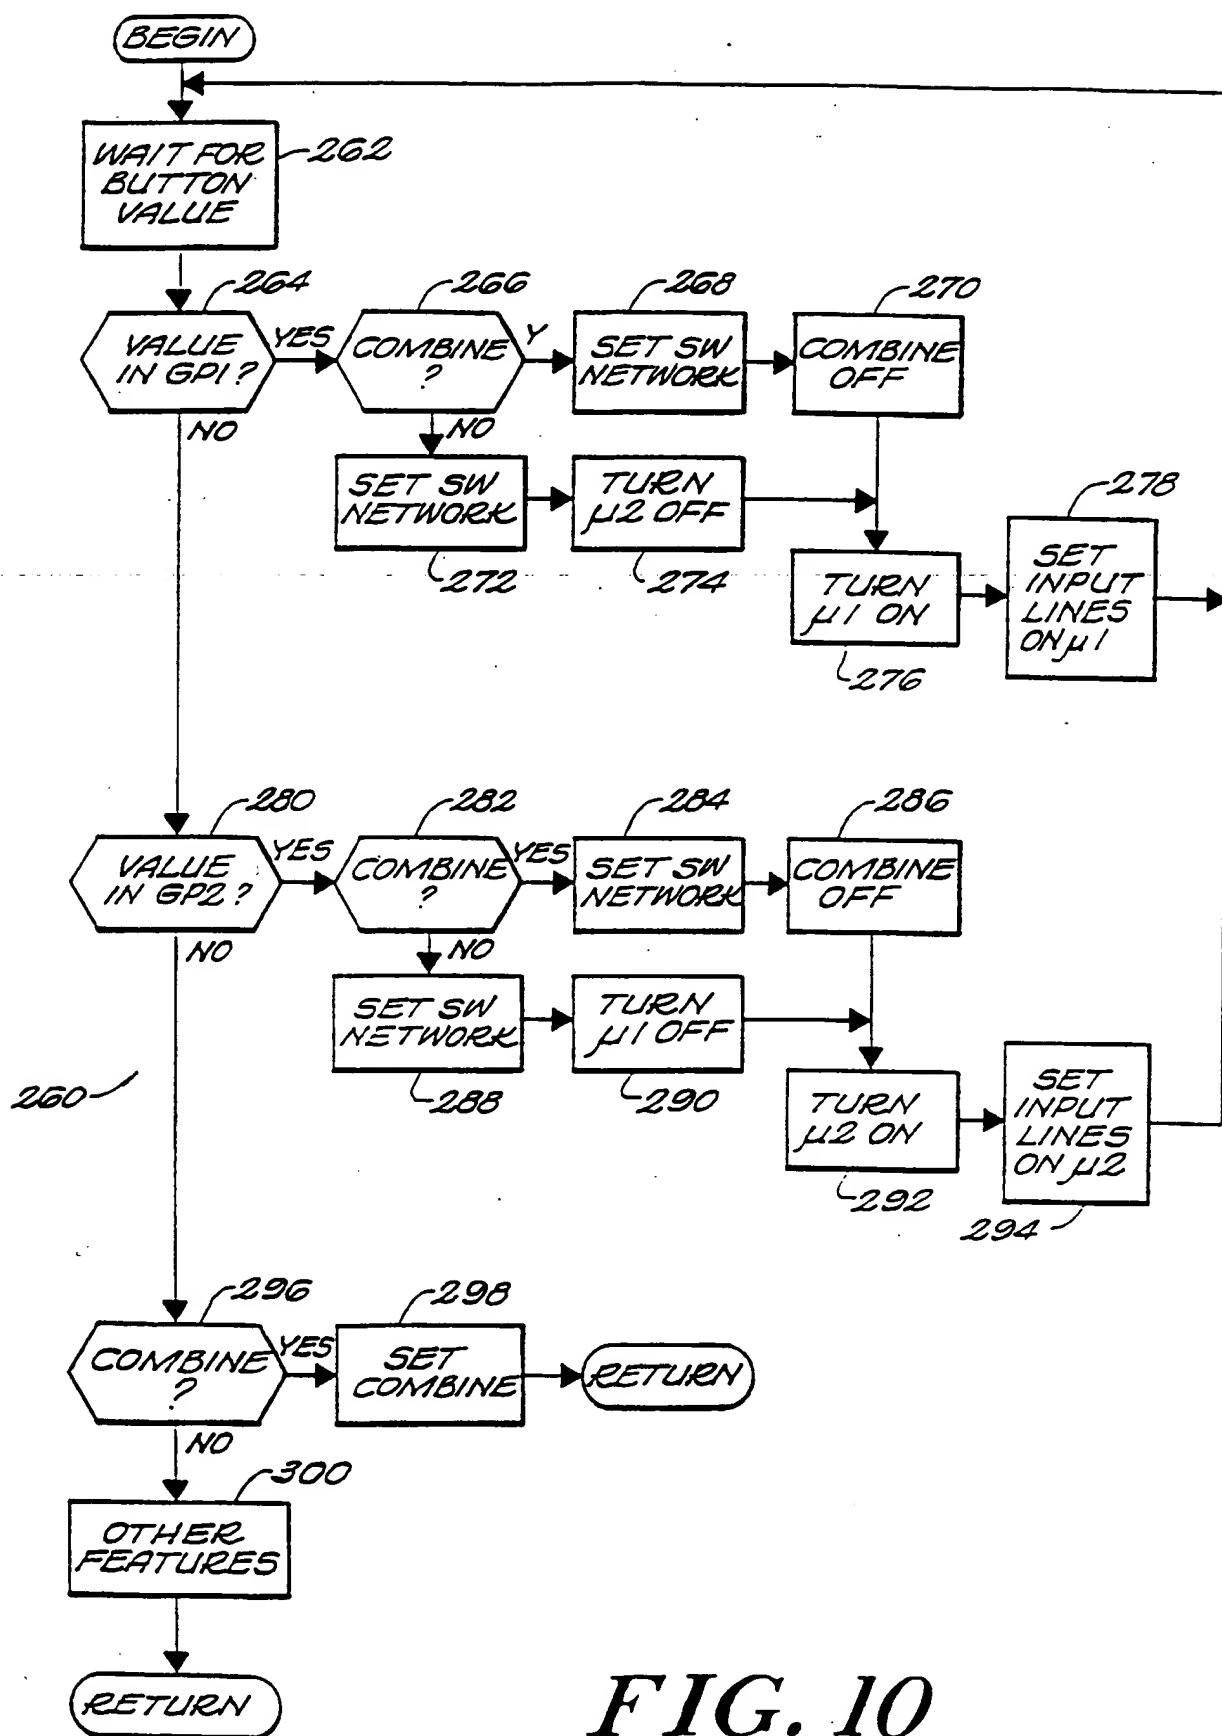 BEGIN
WAIT FOR
BUTTON
VALUE
262
264
VALUE
IN GP1?
YES
NO
266
COMBINE
?
Y
NO
268
SET SW
NETWORK
270
COMBINE
OFF
SET SW
NETWORK
272
TURN
μ2 OFF
274
TURN
μ1 ON
276
278
SET
INPUT
LINES
ON μ1
280
VALUE
IN GP2?
YES
NO
282
COMBINE
?
YES
NO
284
SET SW
NETWORK
286
COMBINE
OFF
SET SW
NETWORK
288
TURN
μ1 OFF
290
TURN
μ2 ON
292
SET
INPUT
LINES
ON μ2
294
260
296
COMBINE
?
YES
NO
298
SET
COMBINE
RETURN
300
OTHER
FEATURES
RETURN
FIG. 10